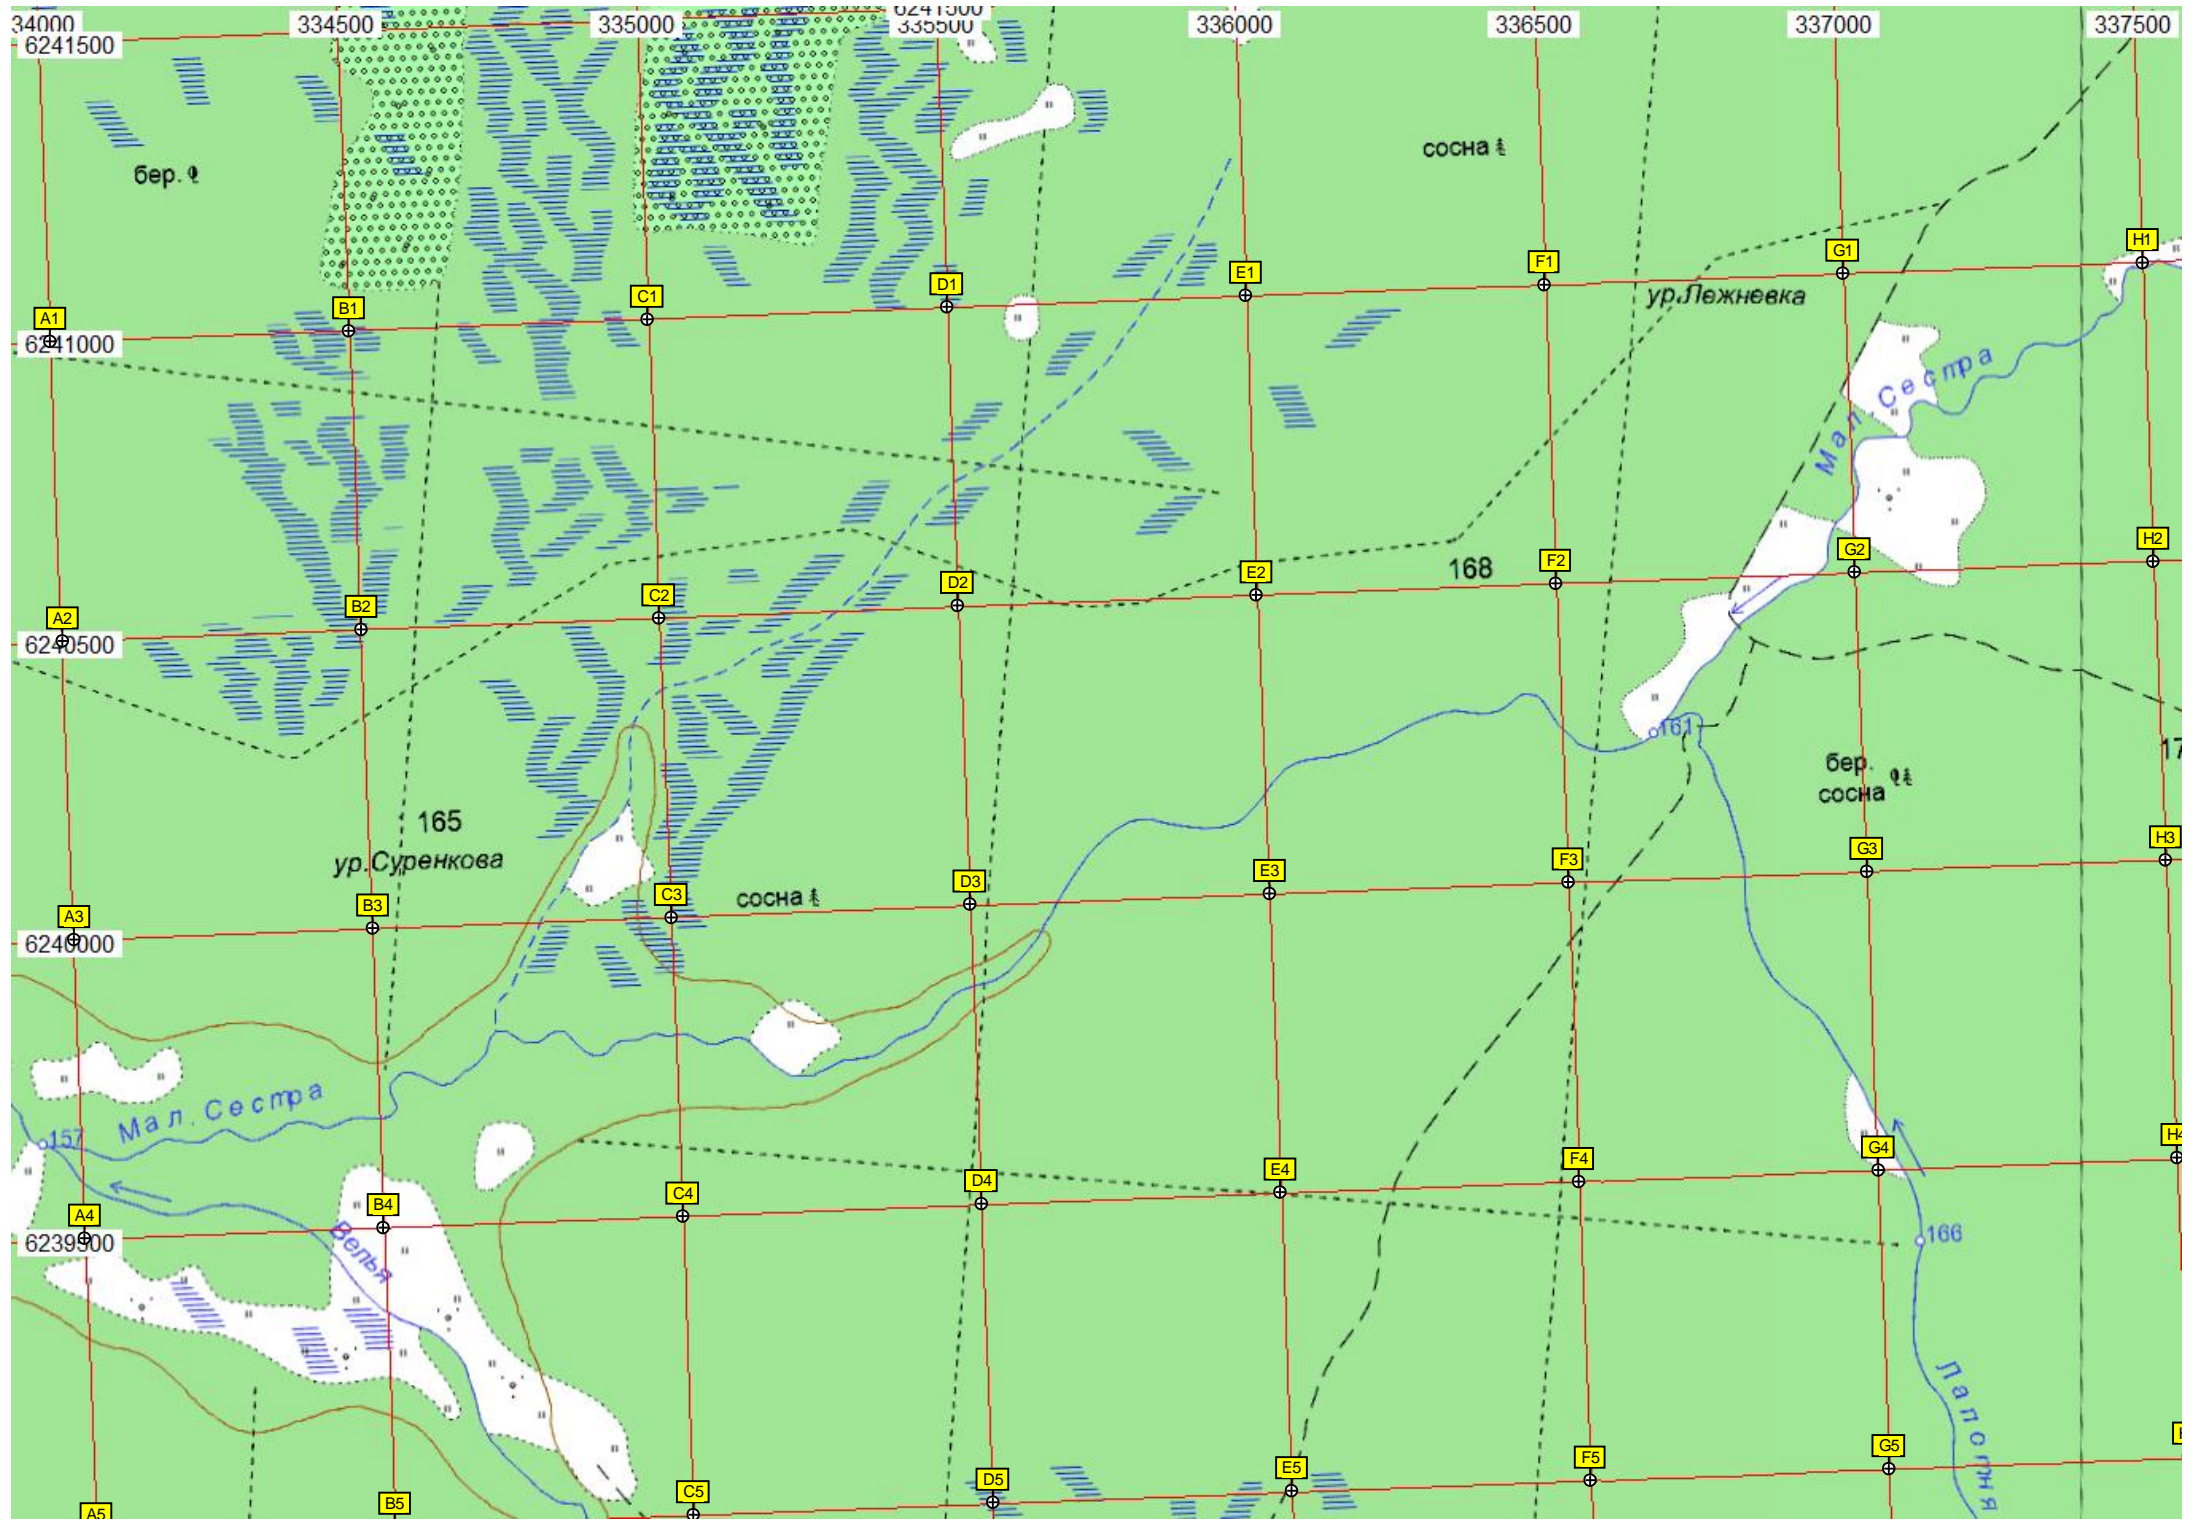 34000 334500 335000 6241500 335500 336000 336500 337000 337500
6241500
сосна
бер.
H1
G1
F1
E1
D1
ур.Лежневка
C1
B1
A1
6241000
Мал. Сестра
H2
G2
F2
168
E2
D2
C2
B2
A2
6240500
161
17
бер.
сосна
165
H3
G3
ур.Суренкова
F3
E3
D3
C3
сосна
B3
A3
6240000
Мал. Сестра
157
H4
G4
F4
E4
D4
C4
B4
A4
166
6239500
Велья
Лапотня
G5
F5
E5
D5
C5
B5
A5